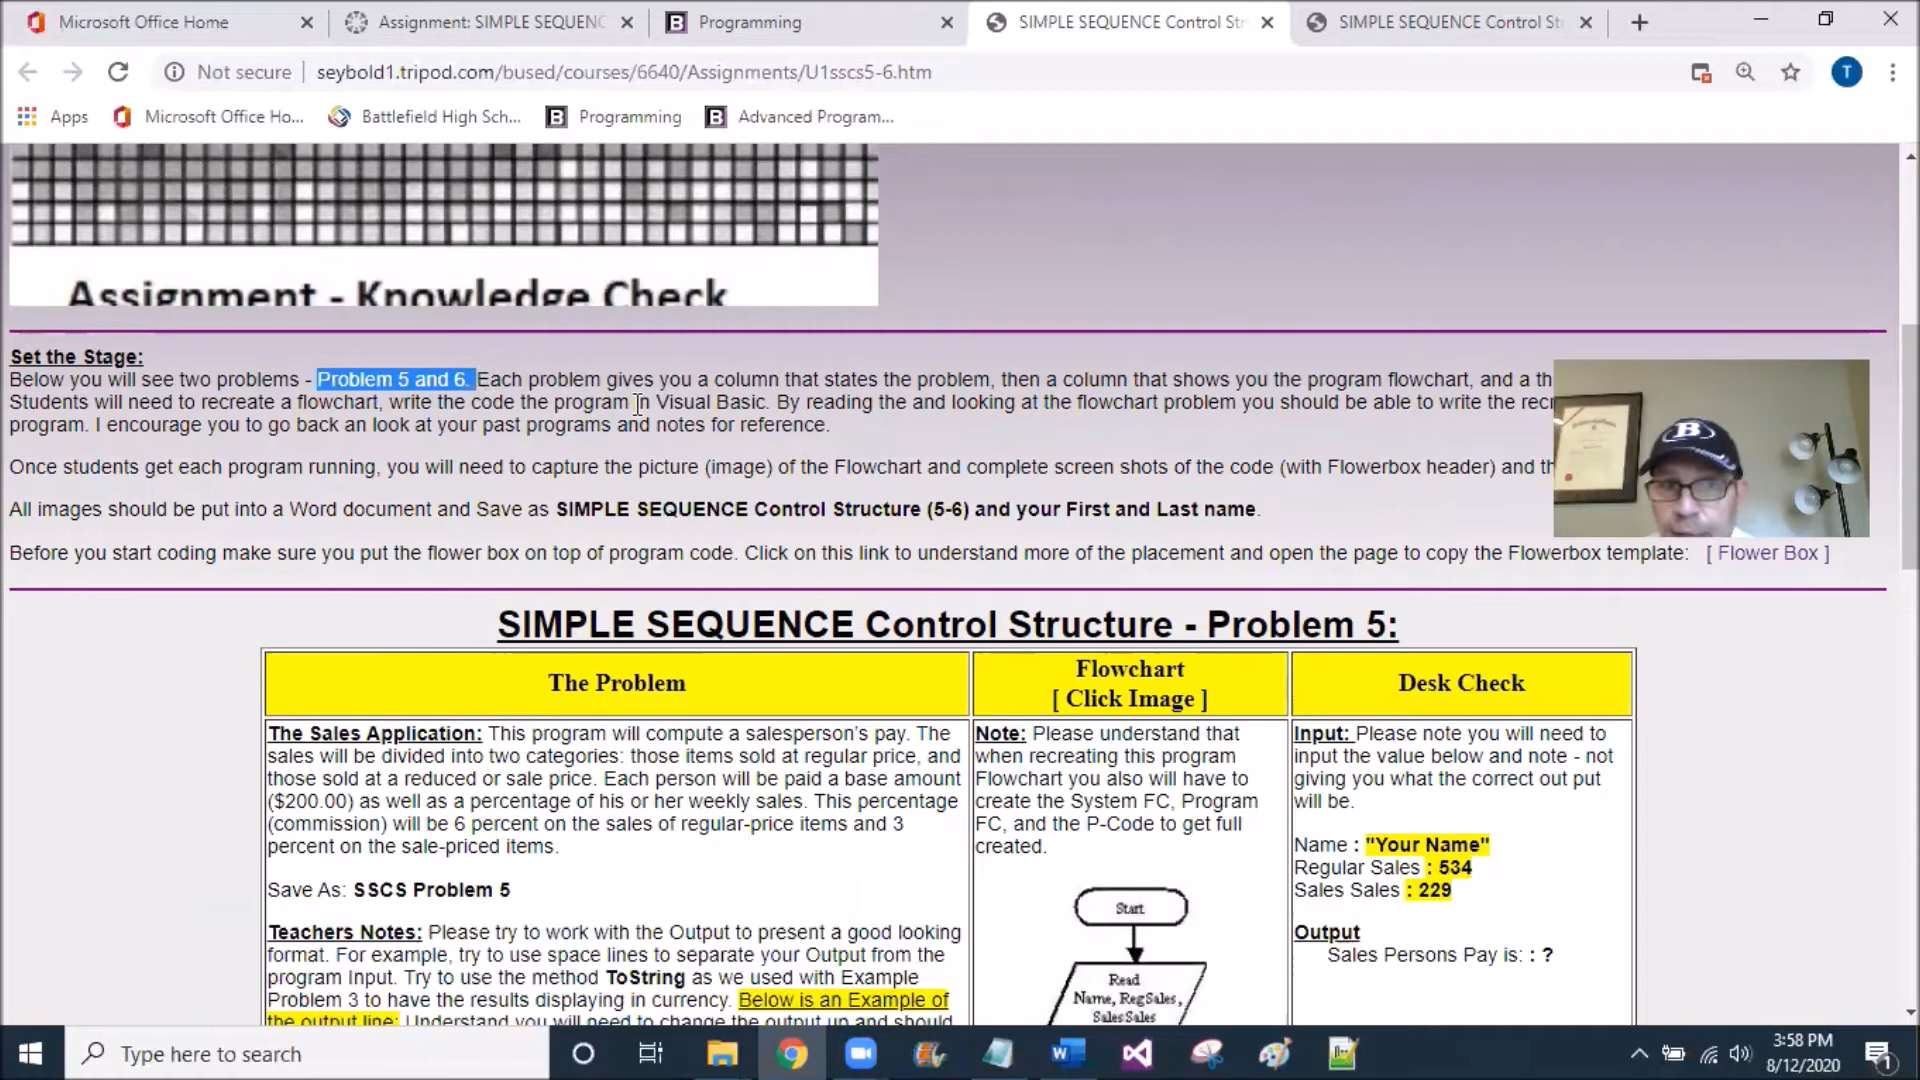 Microsoft Office Home
Assignment: SIMPLE SEQUENC
Programming
SIMPLE SEQUENCE Control Str
SIMPLE SEQUENCE Control St
Not secure
seybold1.tripod.com/bused/courses/6640/Assignments/U1sscs5-6.htm
T
Apps
Microsoft Office Ho...
Battlefield High Sch...
Programming
Advanced Program...
Assignment - Knowledge Check
Set the Stage:
Below you will see two problems - Problem 5 and 6. Each problem gives you a column that states the problem, then a column that shows you the program flowchart, and a th
Students will need to recreate a flowchart, write the code the program in Visual Basic. By reading the and looking at the flowchart problem you should be able to write the recr
program. I encourage you to go back an look at your past programs and notes for reference.
Once students get each program running, you will need to capture the picture (image) of the Flowchart and complete screen shots of the code (with Flowerbox header) and th
All images should be put into a Word document and Save as SIMPLE SEQUENCE Control Structure (5-6) and your First and Last name.
Before you start coding make sure you put the flower box on top of program code. Click on this link to understand more of the placement and open the page to copy the Flowerbox template: [ Flower Box ]
B
SIMPLE SEQUENCE Control Structure - Problem 5:
The Problem
The Sales Application: This program will compute a salesperson's pay. The
sales will be divided into two categories: those items sold at regular price, and
those sold at a reduced or sale price. Each person will be paid a base amount
($200.00) as well as a percentage of his or her weekly sales. This percentage
(commission) will be 6 percent on the sales of regular-price items and 3
percent on the sale-priced items.
Save As: SSCS Problem 5
Teachers Notes: Please try to work with the Output to present a good looking
format. For example, try to use space lines to separate your Output from the
program Input. Try to use the method ToString as we used with Example
Problem 3 to have the results displaying in currency. Below is an Example of
the output line: Understand you will need to change the output up and should
Flowchart
[ Click Image ]
Note: Please understand that
when recreating this program
Flowchart you also will have to
create the System FC, Program
FC, and the P-Code to get full
created.
Start
Read
Name, RegSales,
SalesSales
Desk Check
Input: Please note you will need to
input the value below and note - not
giving you what the correct out put
will be.
Name : "Your Name"
Regular Sales : 534
Sales Sales : 229
Output
Sales Persons Pay is: : ?
Type here to search
3:58 PM
8/12/2020
1